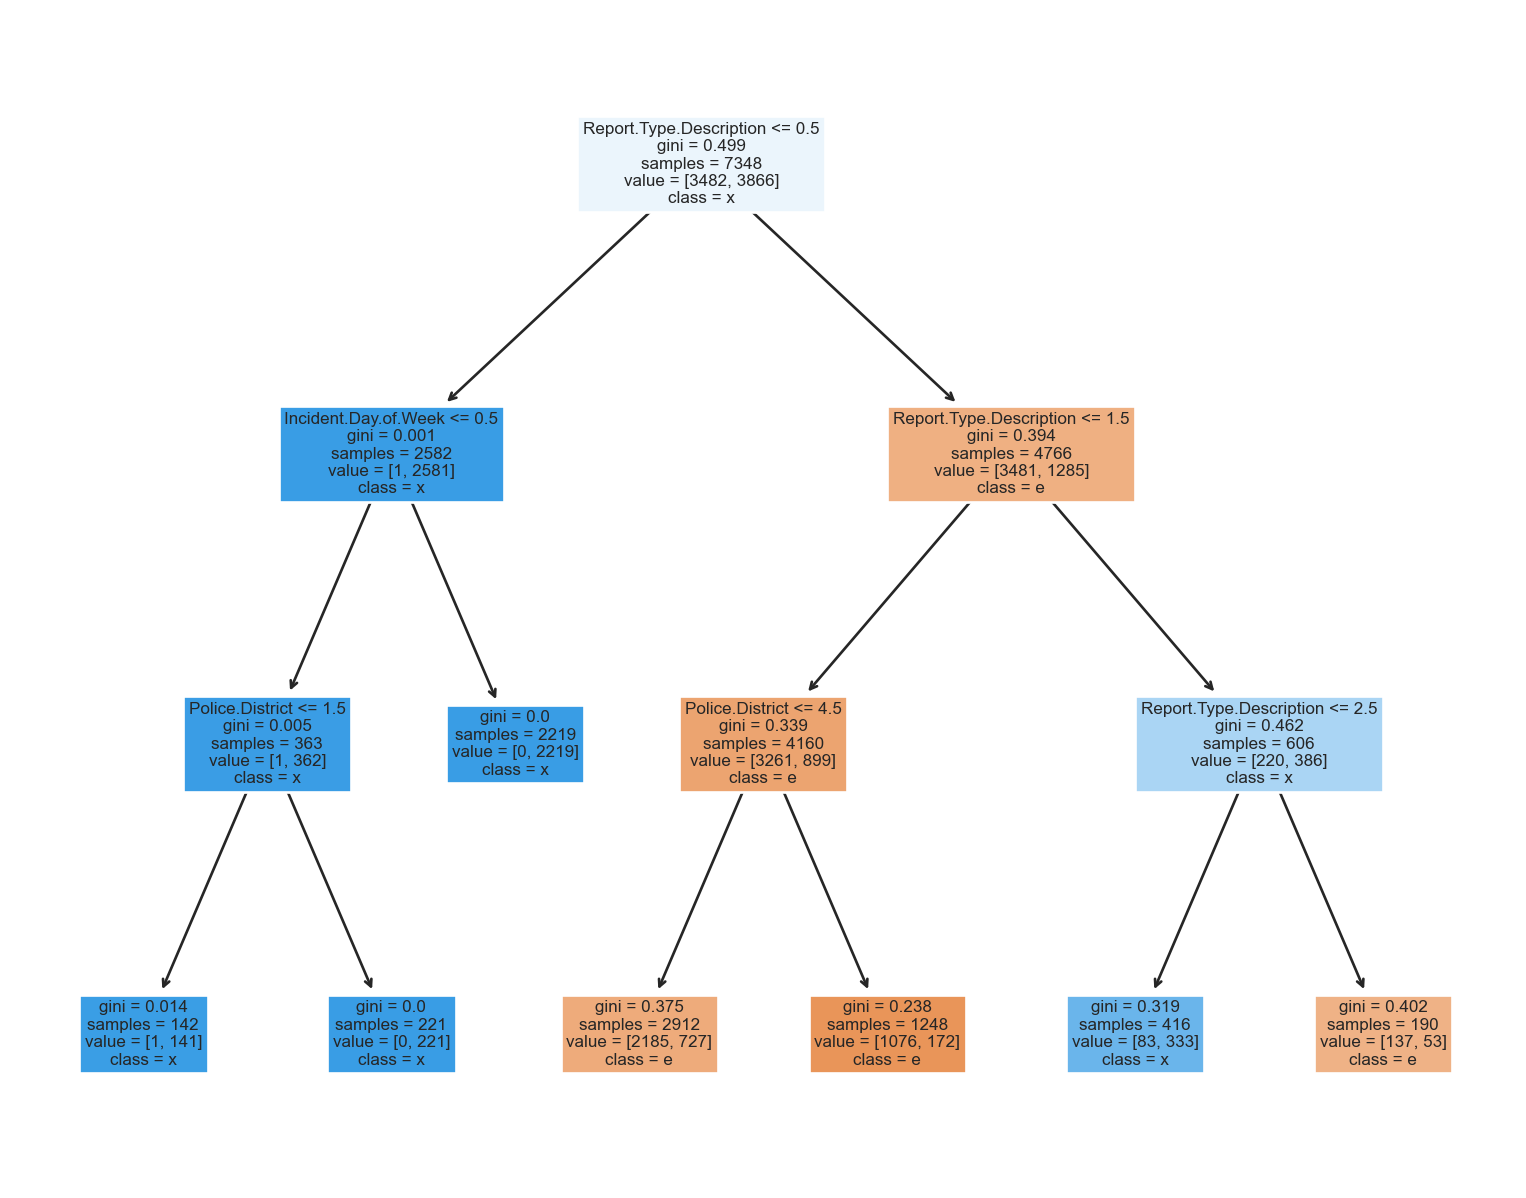 Report.Type.Description <= 0.5
gini = 0.499
samples = 7348
value = [3482, 3866]
class = x
Incident.Day.of.Week <= 0.5
gini = 0.001
samples = 2582
value = [1, 2581]
class = x
Report.Type.Description <= 1.5
gini = 0.394
samples = 4766
value = [3481, 1285]
class = e
Police.District <= 1.5
gini = 0.005
samples = 363
value = [1, 362]
class = x
gini = 0.0
samples = 2219
value = [0, 2219]
class = x
Police.District <= 4.5
gini = 0.339
samples = 4160
value = [3261, 899]
class = e
Report.Type.Description <= 2.5
gini = 0.462
samples = 606
value = [220, 386]
class = x
gini = 0.014
samples = 142
value = [1, 141]
class = x
gini = 0.0
samples = 221
value = [0, 221]
class = x
gini = 0.375
samples = 2912
value = [2185, 727]
class = e
gini = 0.238
samples = 1248
value = [1076, 172]
class = e
gini = 0.319
samples = 416
value = [83, 333]
class = x
gini = 0.402
samples = 190
value = [137, 53]
class = e